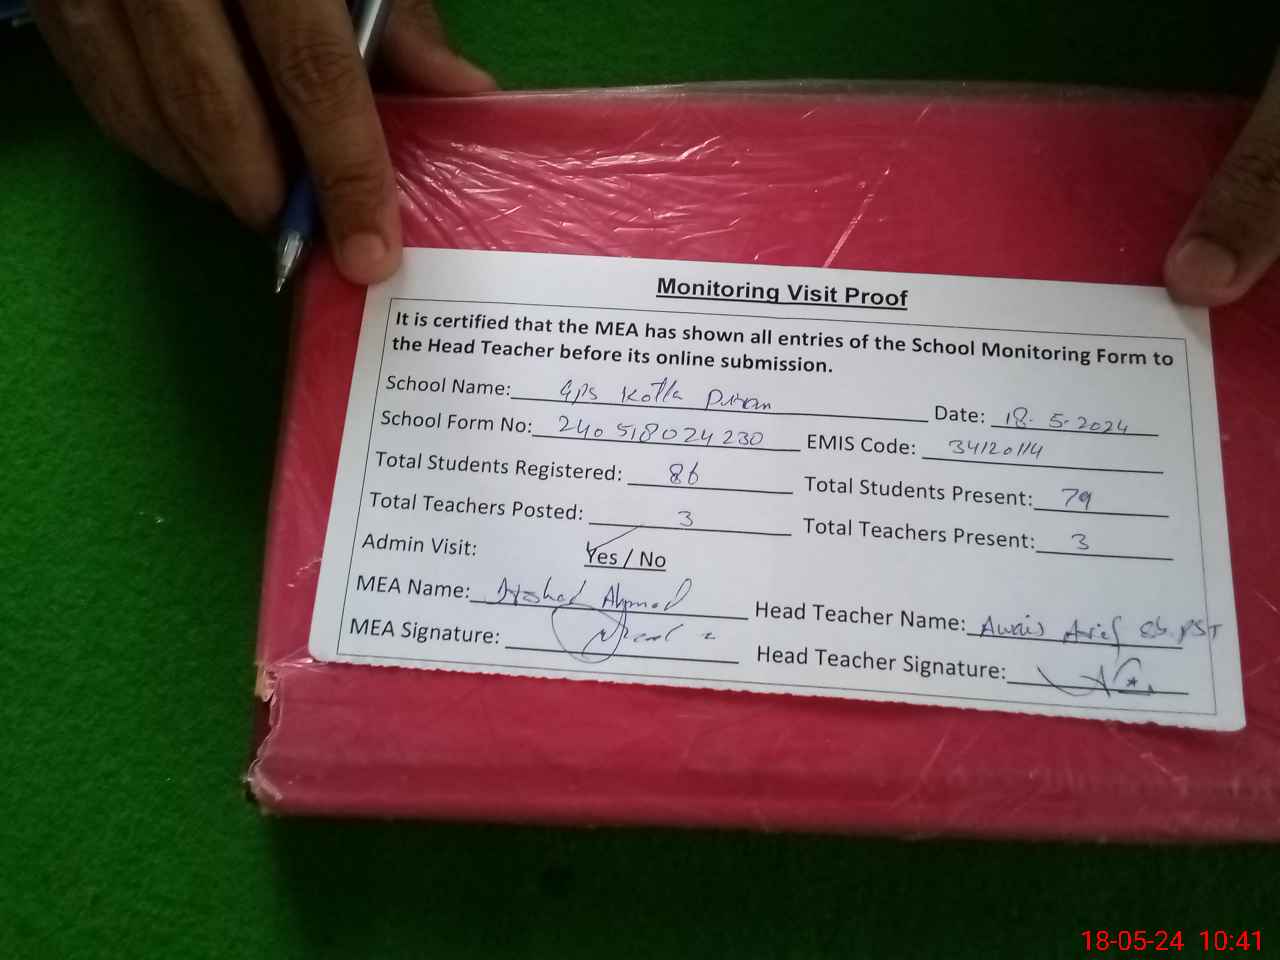 Monitoring Visit Proof
It is certified that the MEA has shown all entries of the School Monitoring Form to
the Head Teacher before its online submission.
School Name: Gps Kotla Date: 18-5-2024
School Form No: 240518024230 EMIS Code: 34120114
Total Students Registered: 86 Total Students Present: 79
Total Teachers Posted: 3 Total Teachers Present: 3
Admin Visit: Yes / No
MEA Name: Ahmad Head Teacher Name: Awais Arief PST
MEA Signature: Head Teacher Signature:
18-05-24 10:41